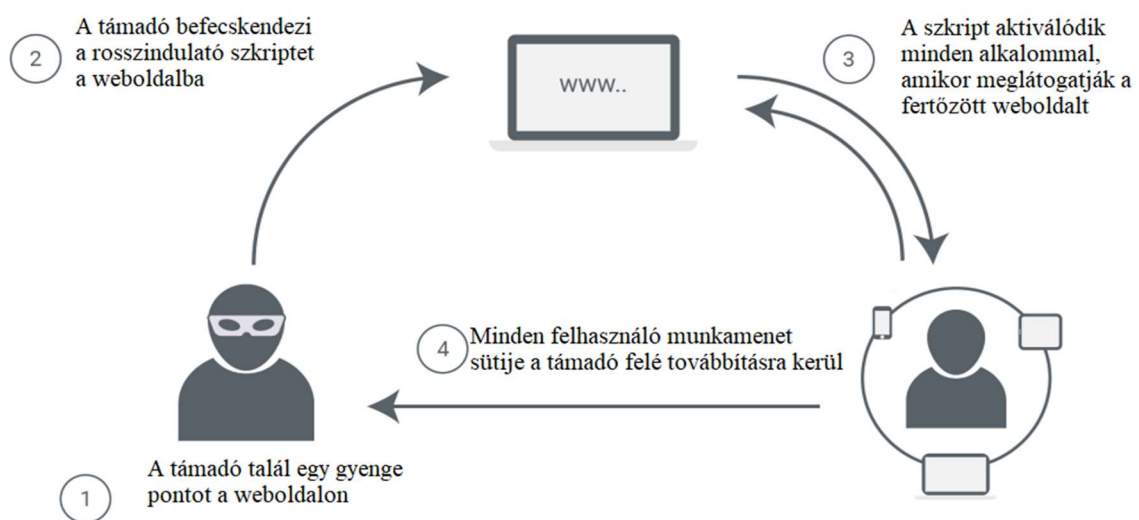 2
A támadó befecskendezi
a rosszindulató szkriptet
a weboldalba
www..
3
A szkript aktiválódik
minden alkalommal,
amikor meglátogatják a
fertőzött weboldalt
4
Minden felhasználó munkamenet
sütije a támadó felé továbbításra kerül
1
A támadó talál egy gyenge
pontot a weboldalon